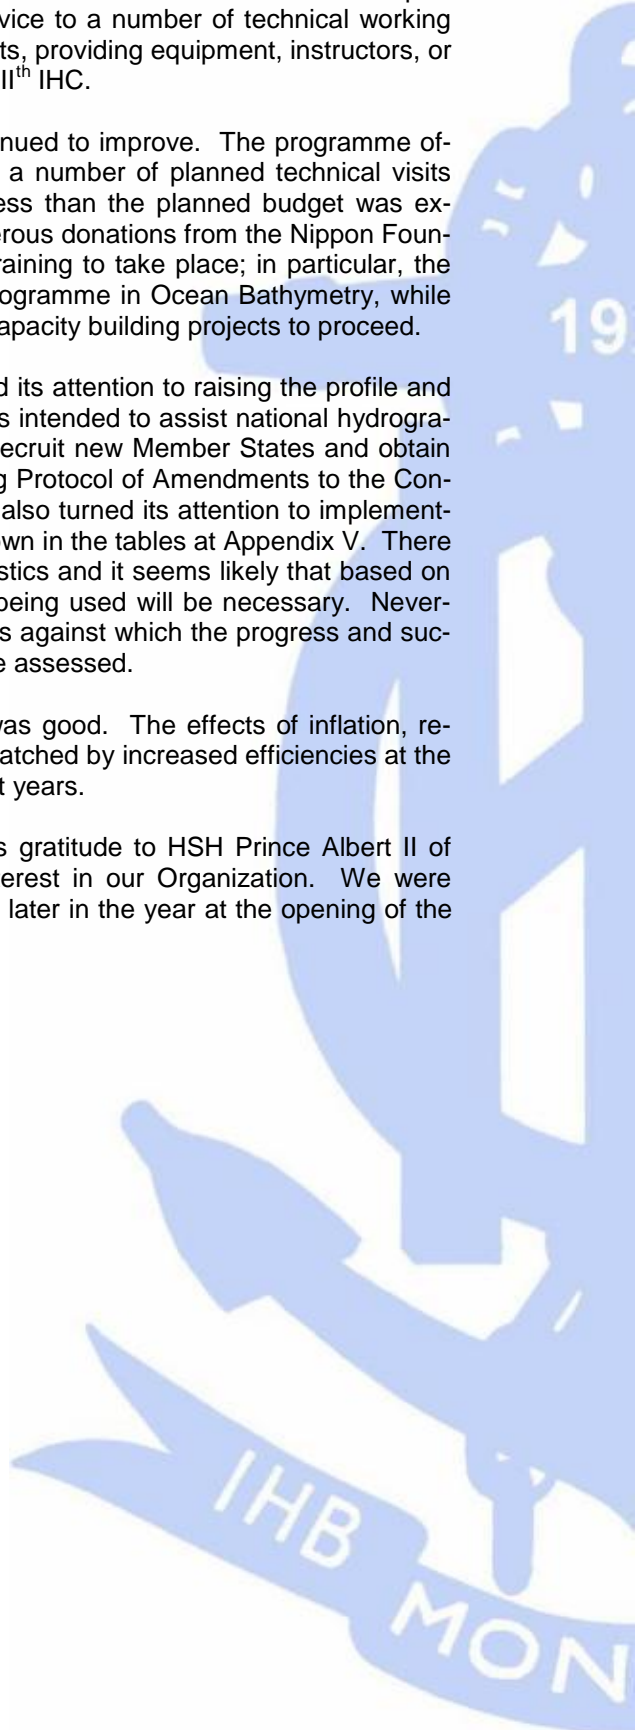 vice to a number of technical working
ts, providing equipment, instructors, or
IIth IHC.
nued to improve. The programme of-
a number of planned technical visits
ess than the planned budget was ex-
erous donations from the Nippon Foun-
raining to take place; in particular, the
ogramme in Ocean Bathymetry, while
apacity building projects to proceed.
d its attention to raising the profile and
s intended to assist national hydrogra-
ecruit new Member States and obtain
g Protocol of Amendments to the Con-
also turned its attention to implement-
own in the tables at Appendix V. There
stics and it seems likely that based on
being used will be necessary. Never-
s against which the progress and suc-
e assessed.
was good. The effects of inflation, re-
atched by increased efficiencies at the
t years.
s gratitude to HSH Prince Albert II of
erest in our Organization. We were
later in the year at the opening of the
19
IHB
MON